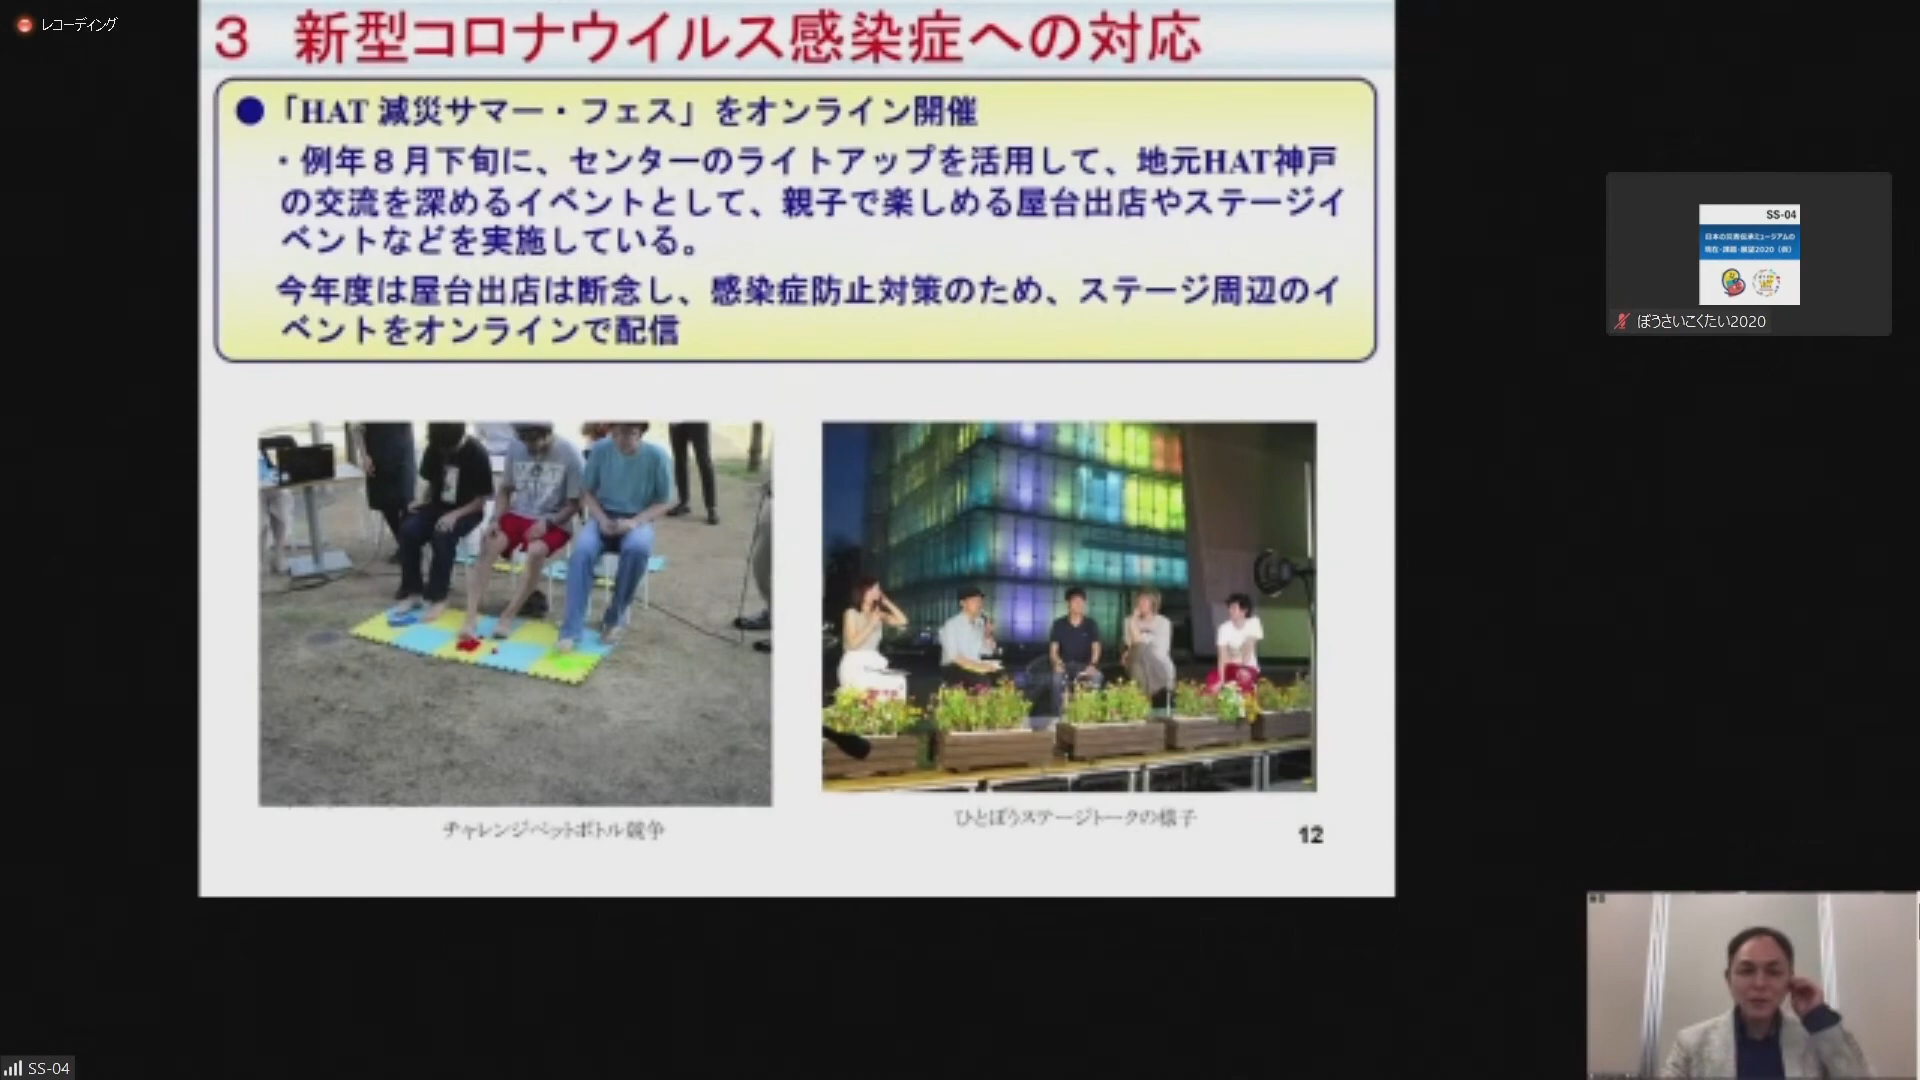 レコーディング
3 新型コロナウイルス感染症への対応
●「HAT 減災サマー・フェス」をオンライン開催
・例年８月下旬に、センターのライトアップを活用して、地元HAT神戸
の交流を深めるイベントとして、親子で楽しめる屋台出店やステージイ
ベントなどを実施している。
今年度は屋台出店は断念し、感染症防止対策のため、ステージ周辺のイ
ベントをオンラインで配信
チャレンジペットボトル競争
ひとぼうステージトークの様子
12
SS-04
日本の災害伝承ミュージアムの
現在・課題・展望2020（仮）
ぼうさいこくたい2020
SS-04